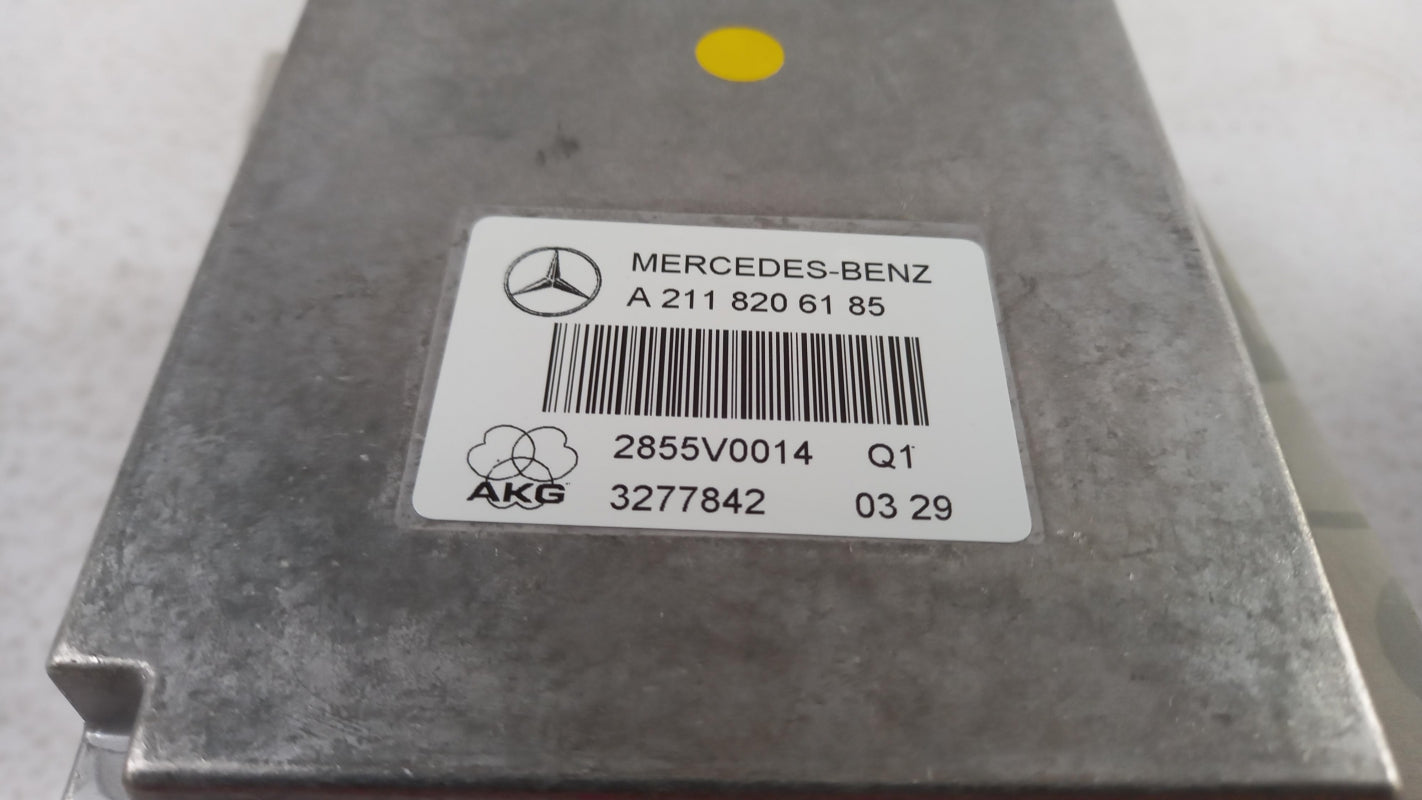 MERCEDES-BENZ
A 211 820 61 85
2855V0014 Q1
AKG 3277842 03 29